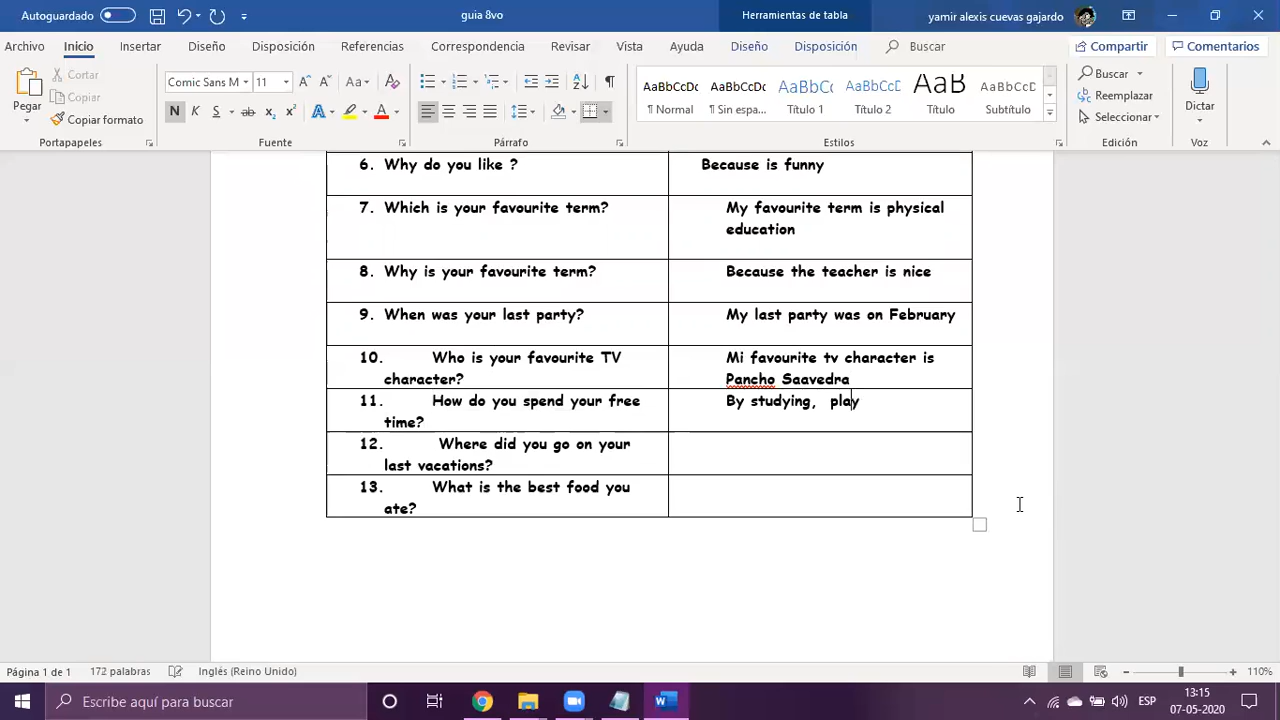 Autoguardado
guia 8vo
Herramientas de tabla
yamir alexis cuevas gajardo
Archivo Inicio Insertar Diseño Disposición Referencias Correspondencia Revisar Vista Ayuda Diseño Disposición Buscar Compartir Comentarios
Pegar
Cortar
Copiar
Copiar formato
Portapapeles
Comic Sans M 11
N K S ab x₂ x²
Fuente
Párrafo
AaBbCcDc AaBbCcDc AaBbCc AaBbCcD AaB AaBbCcD
¶ Normal ¶ Sin espa... Título 1 Título 2 Título Subtítulo
Estilos
Buscar
Reemplazar
Seleccionar
Edición
Dictar
Voz
6. Why do you like ? Because is funny
7. Which is your favourite term? My favourite term is physical
education
8. Why is your favourite term? Because the teacher is nice
9. When was your last party? My last party was on February
10. Who is your favourite TV
character?
Mi favourite tv character is
Pancho Saavedra
11. How do you spend your free
time?
By studying, play
12. Where did you go on your
last vacations?
13. What is the best food you
ate?
Página 1 de 1 172 palabras Inglés (Reino Unido) 110%
Escribe aquí para buscar
ESP
13:15
07-05-2020